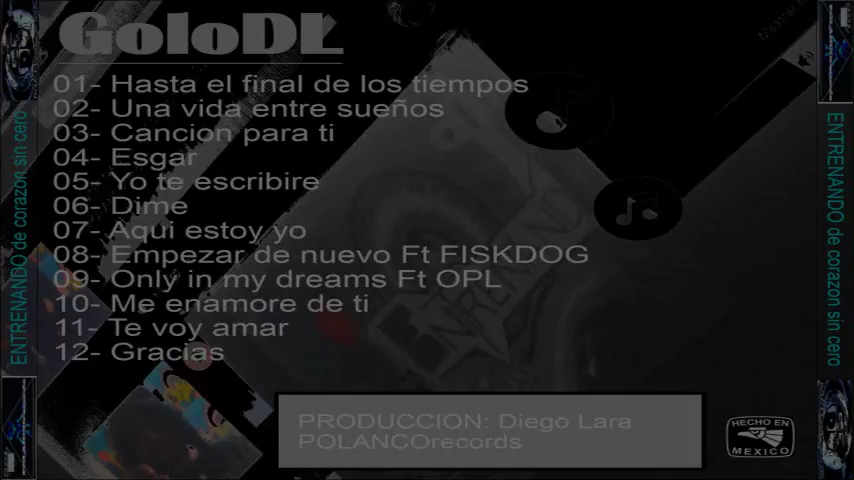 GoloDL
01- Hasta el final de los tiempos
02- Una vida entre sueños
03- Cancion para ti
04- Esgar
05- Yo te escribire
06- Dime
07- Aqui estoy yo
08- Empezar de nuevo Ft FISKDOG
09- Only in my dreams Ft OPL
10- Me enamore de ti
11- Te voy amar
12- Gracias
PRODUCCION: Diego Lara
POLANCOrecords
HECHO EN
MEXICO
ENTRENANDO de corazon sin cero
ENTRENANDO de corazon sin cero